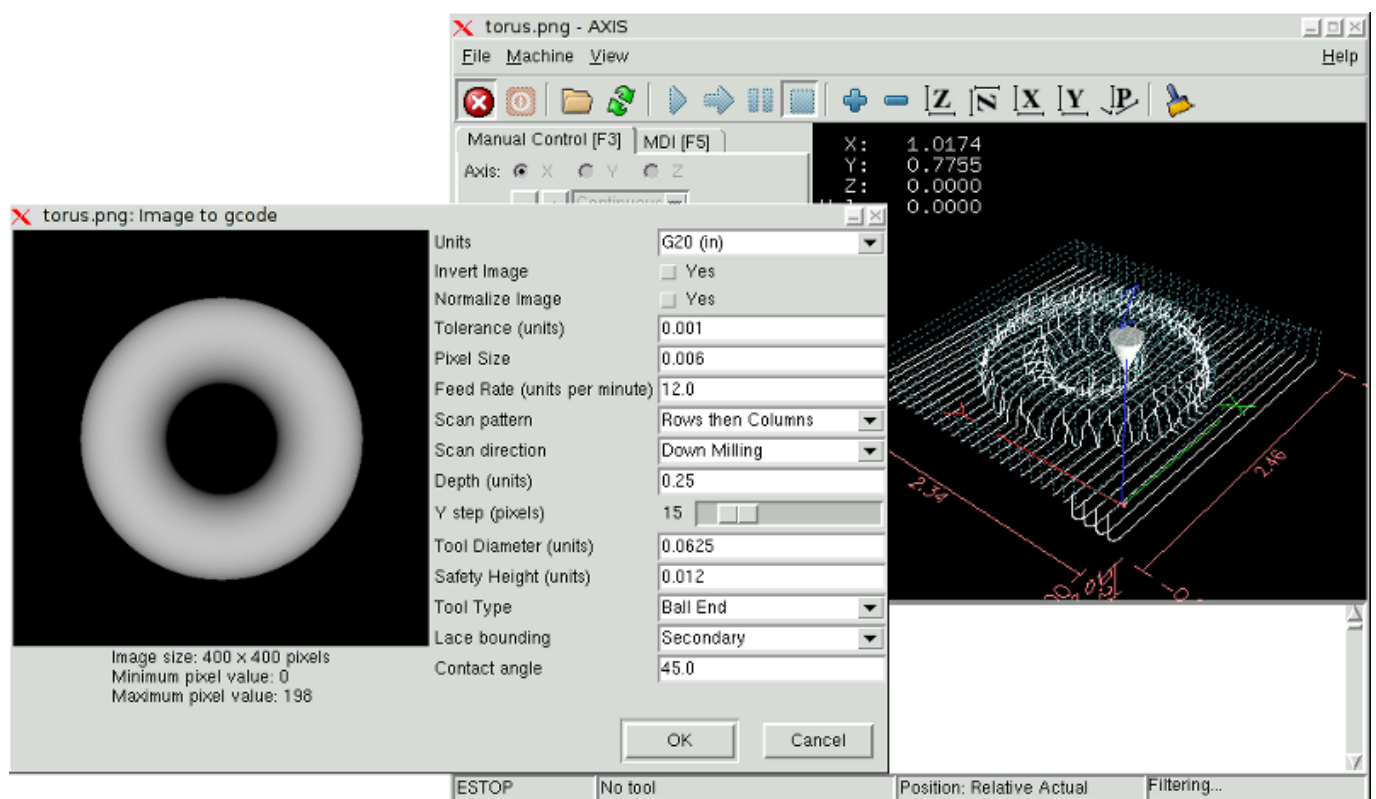 torus.png - AXIS
File Machine View Help
Z N X Y P
Manual Control [F3] MDI [F5]
Axis: X Y Z
Continuous
X: 1.0174
Y: 0.7755
Z: 0.0000
0.0000
torus.png: Image to gcode
Units G20 (in)
Invert Image Yes
Normalize Image Yes
Tolerance (units) 0.001
Pixel Size 0.006
Feed Rate (units per minute) 12.0
Scan pattern Rows then Columns
Scan direction Down Milling
Depth (units) 0.25
Y step (pixels) 15
Tool Diameter (units) 0.0625
Safety Height (units) 0.012
Tool Type Ball End
Lace bounding Secondary
Contact angle 45.0
Image size: 400 x 400 pixels
Minimum pixel value: 0
Maximum pixel value: 198
OK Cancel
X
2.34
2.46
ESTOP No tool Position: Relative Actual Filtering...